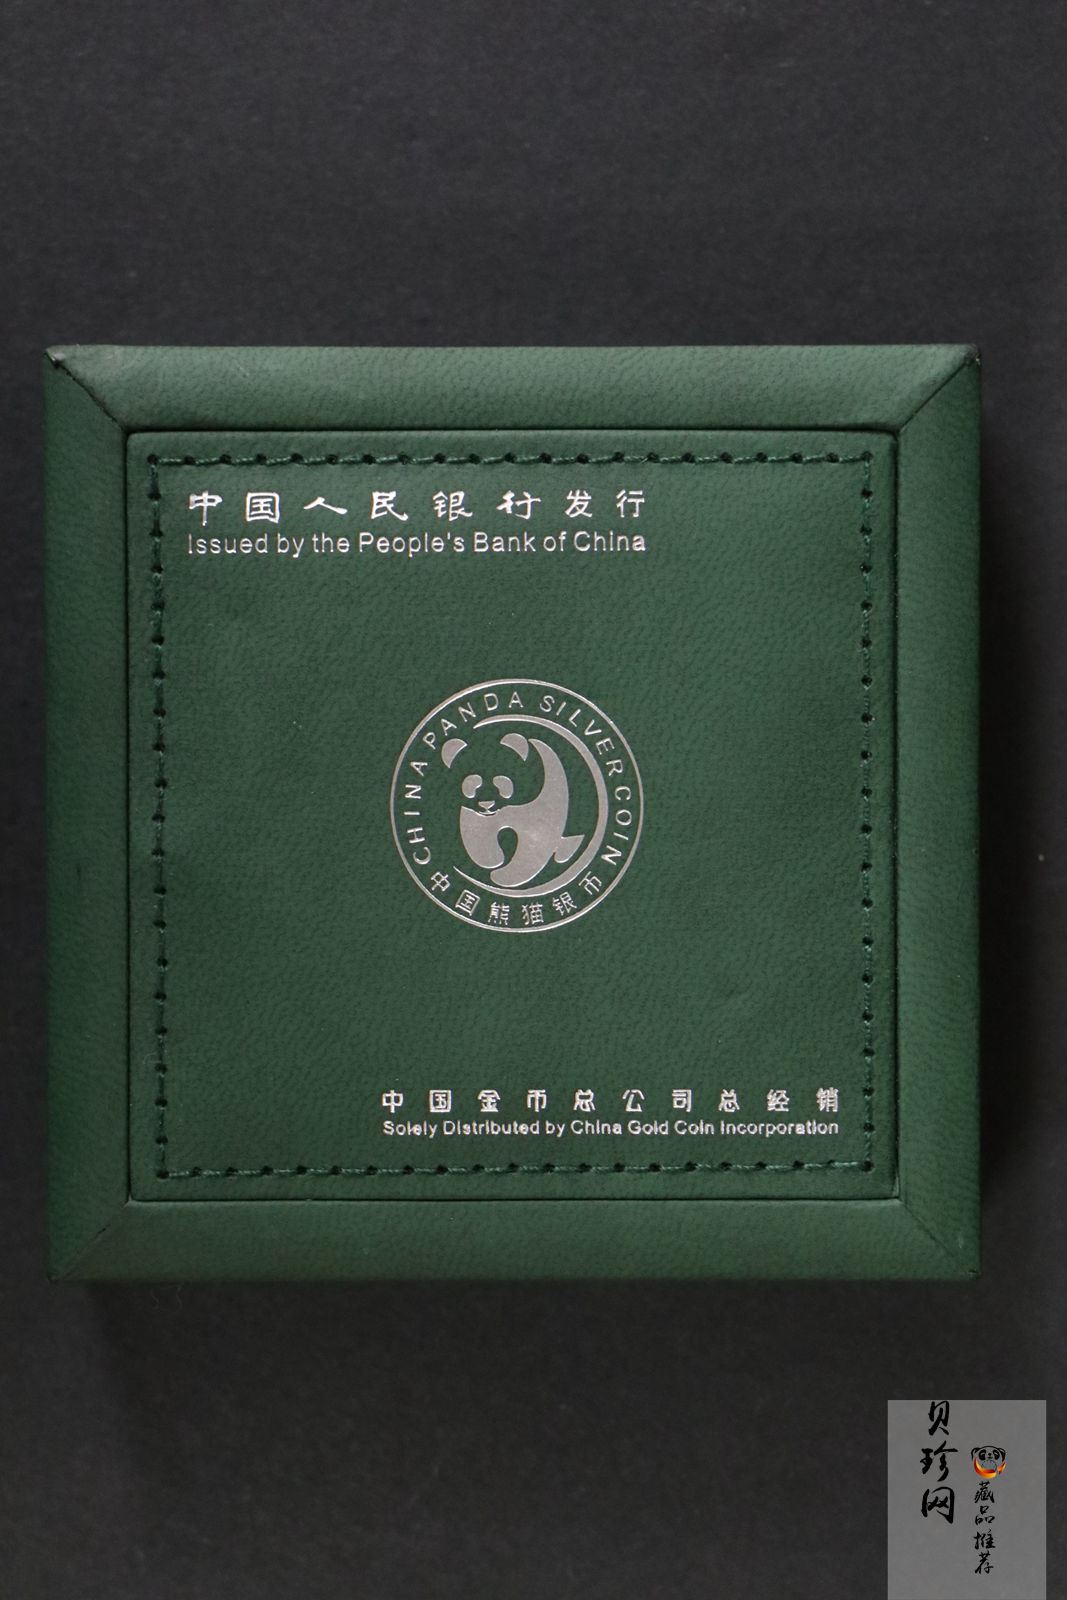 中国人民银行发行
Issued by the People's Bank of China
CHINA PANDA SILVER COIN
中国熊猫银币
中国金币总公司总经销
Solely Distributed by China Gold Coin Incorporation
贝珍网
藏品推荐